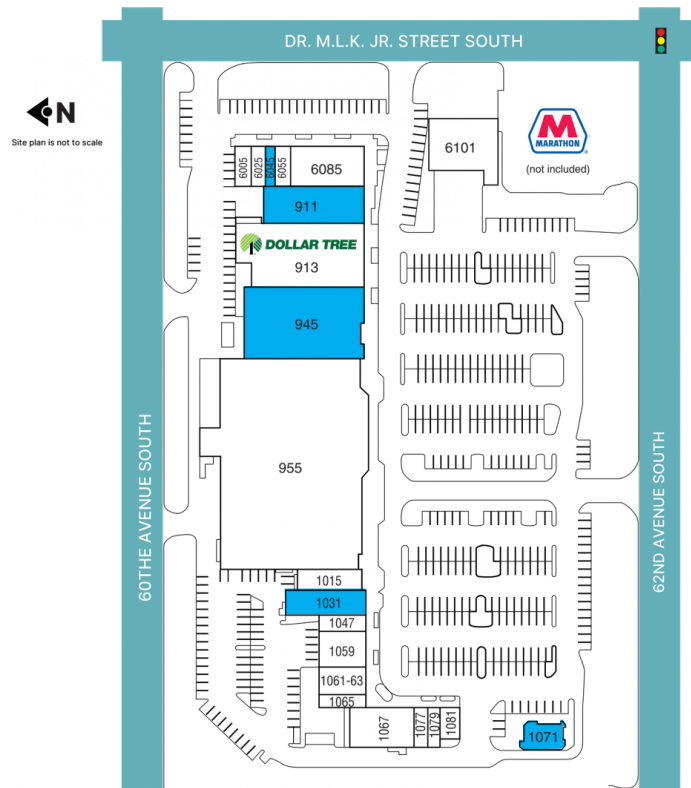 DR. M.L.K. JR. STREET SOUTH
N
Site plan is not to scale
M
MARATHON
(not included)
6101
6005
6025
6045
6055
6085
911
DOLLAR TREE
913
945
955
60THE AVENUE SOUTH
62ND AVENUE SOUTH
1015
1031
1047
1059
1061-63
1065
1067
1077
1079
1081
1071